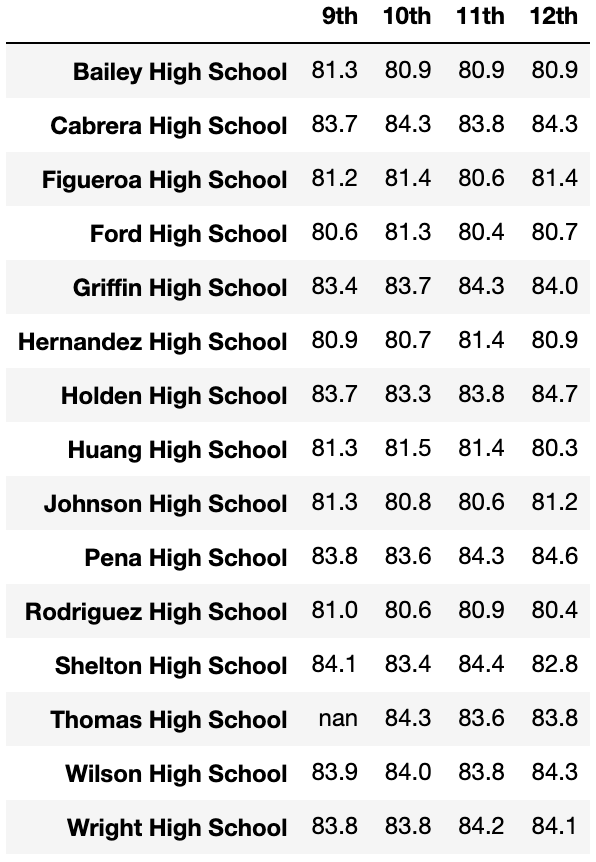 9th 10th 11th 12th
Bailey High School 81.3 80.9 80.9 80.9
Cabrera High School 83.7 84.3 83.8 84.3
Figueroa High School 81.2 81.4 80.6 81.4
Ford High School 80.6 81.3 80.4 80.7
Griffin High School 83.4 83.7 84.3 84.0
Hernandez High School 80.9 80.7 81.4 80.9
Holden High School 83.7 83.3 83.8 84.7
Huang High School 81.3 81.5 81.4 80.3
Johnson High School 81.3 80.8 80.6 81.2
Pena High School 83.8 83.6 84.3 84.6
Rodriguez High School 81.0 80.6 80.9 80.4
Shelton High School 84.1 83.4 84.4 82.8
Thomas High School nan 84.3 83.6 83.8
Wilson High School 83.9 84.0 83.8 84.3
Wright High School 83.8 83.8 84.2 84.1